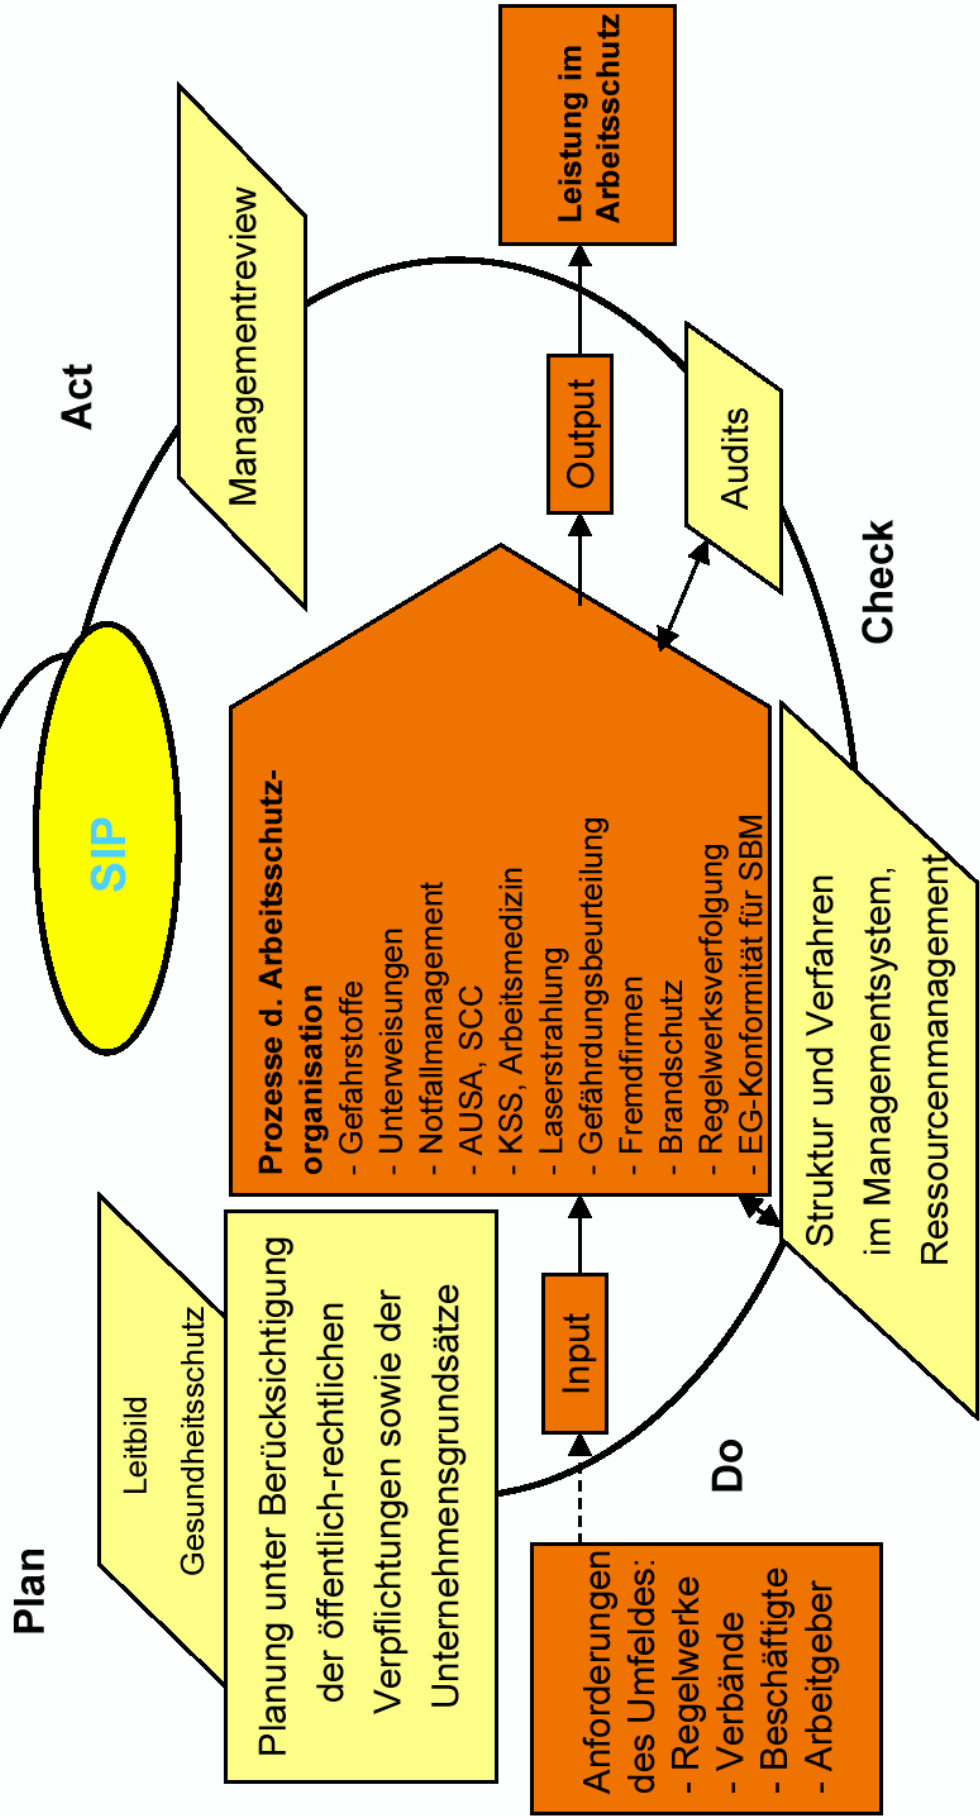 Plan
Act
SIP
Leitbild
Gesundheitsschutz
Managementreview
Planung unter Berücksichtigung
der öffentlich-rechtlichen
Verpflichtungen sowie der
Unternehmensgrundsätze
Prozesse d. Arbeitsschutz-
organisation
- Gefahrstoffe
- Unterweisungen
- Notfallmanagement
- AUSA, SCC
- KSS, Arbeitsmedizin
- Laserstrahlung
- Gefährdungsbeurteilung
- Fremdfirmen
- Brandschutz
- Regelwerksverfolgung
- EG-Konformität für SBM
Anforderungen
des Umfeldes:
- Regelwerke
- Verbände
- Beschäftigte
- Arbeitgeber
Input
Output
Leistung im
Arbeitsschutz
Do
Audits
Check
Struktur und Verfahren
im Managementsystem,
Ressourcenmanagement